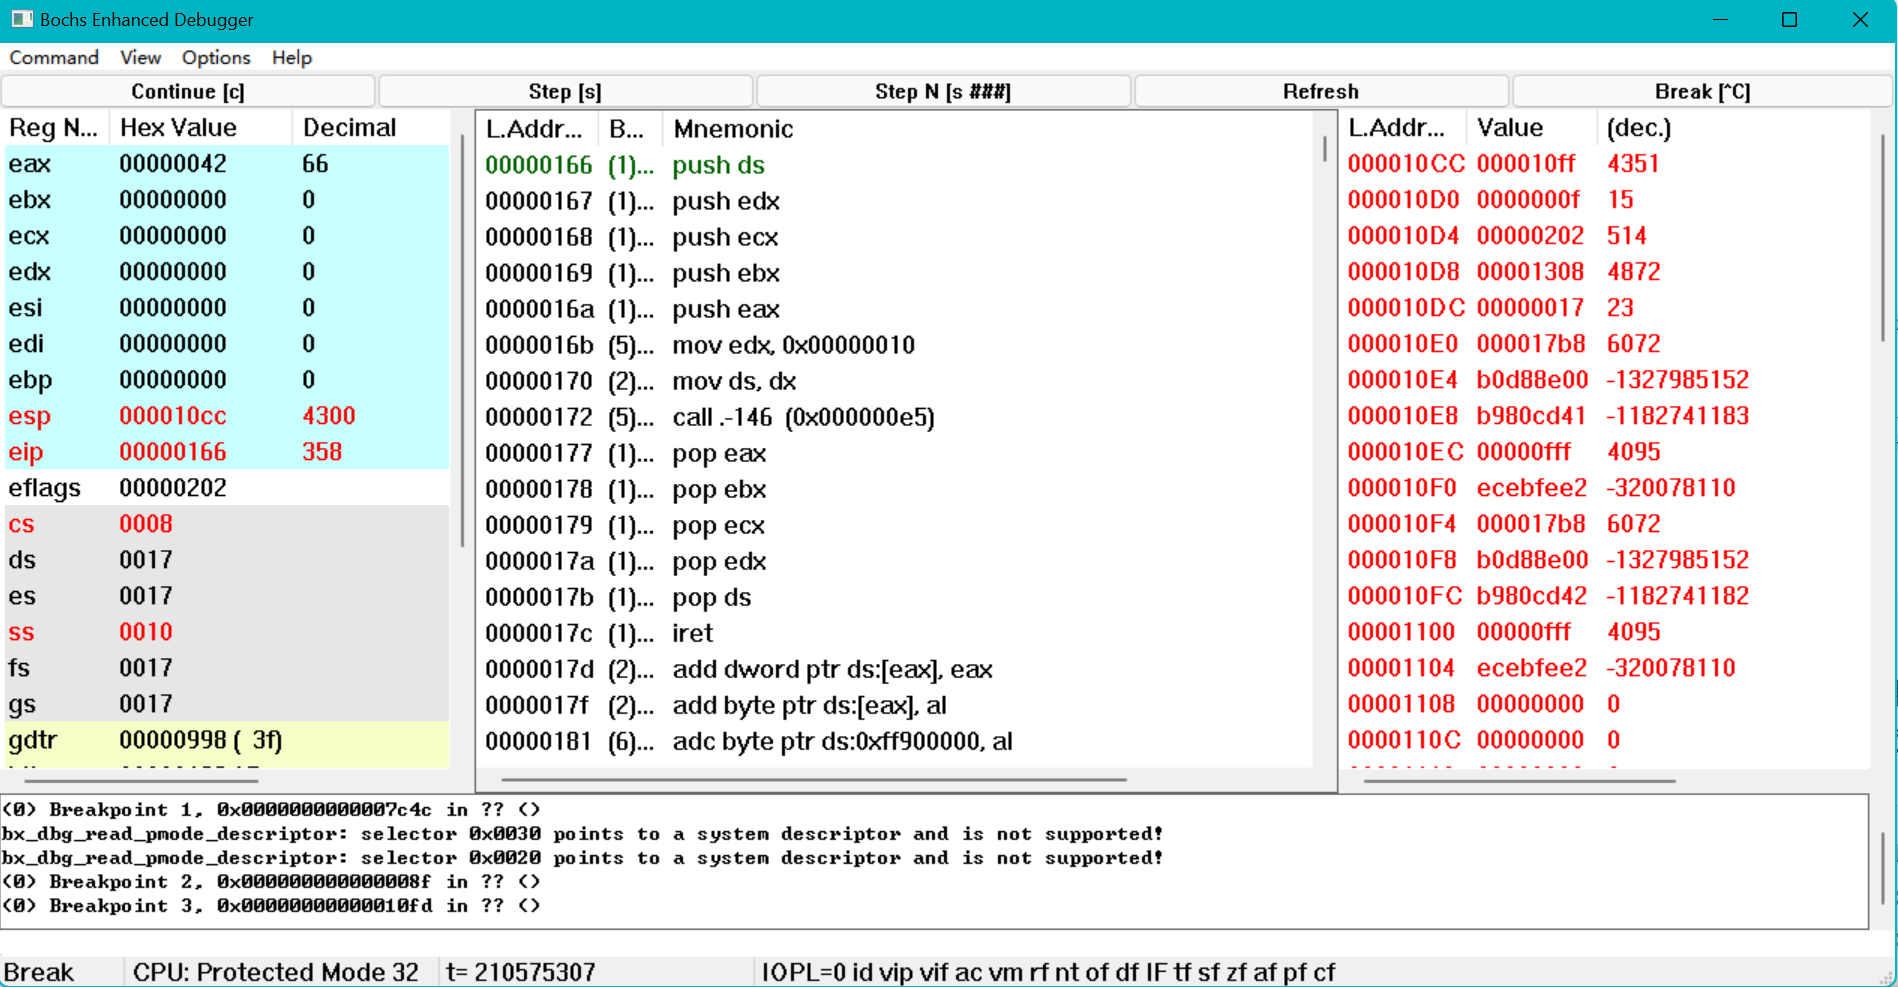 Bochs Enhanced Debugger
Command View Options Help
Continue [c] Step [s] Step N [s ###] Refresh Break [^C]
Reg N... Hex Value Decimal
eax 00000042 66
ebx 00000000 0
ecx 00000000 0
edx 00000000 0
esi 00000000 0
edi 00000000 0
ebp 00000000 0
esp 000010cc 4300
eip 00000166 358
eflags 00000202
cs 0008
ds 0017
es 0017
ss 0010
fs 0017
gs 0017
gdtr 00000998 ( 3f)
L.Addr... B... Mnemonic
00000166 (1)... push ds
00000167 (1)... push edx
00000168 (1)... push ecx
00000169 (1)... push ebx
0000016a (1)... push eax
0000016b (5)... mov edx, 0x00000010
00000170 (2)... mov ds, dx
00000172 (5)... call .-146 (0x000000e5)
00000177 (1)... pop eax
00000178 (1)... pop ebx
00000179 (1)... pop ecx
0000017a (1)... pop edx
0000017b (1)... pop ds
0000017c (1)... iret
0000017d (2)... add dword ptr ds:[eax], eax
0000017f (2)... add byte ptr ds:[eax], al
00000181 (6)... adc byte ptr ds:0xff900000, al
L.Addr... Value (dec.)
000010CC 000010ff 4351
000010D0 0000000f 15
000010D4 00000202 514
000010D8 00001308 4872
000010DC 00000017 23
000010E0 000017b8 6072
000010E4 b0d88e00 -1327985152
000010E8 b980cd41 -1182741183
000010EC 00000fff 4095
000010F0 ecebfee2 -320078110
000010F4 000017b8 6072
000010F8 b0d88e00 -1327985152
000010FC b980cd42 -1182741182
00001100 00000fff 4095
00001104 ecebfee2 -320078110
00001108 00000000 0
0000110C 00000000 0
(0) Breakpoint 1, 0x0000000000007c4c in ?? ()
bx_dbg_read_pmode_descriptor: selector 0x0030 points to a system descriptor and is not supported!
bx_dbg_read_pmode_descriptor: selector 0x0020 points to a system descriptor and is not supported!
(0) Breakpoint 2, 0x000000000000008f in ?? ()
(0) Breakpoint 3, 0x00000000000010fd in ?? ()
Break CPU: Protected Mode 32 t= 210575307 IOPL=0 id vip vif ac vm rf nt of df IF tf sf zf af pf cf